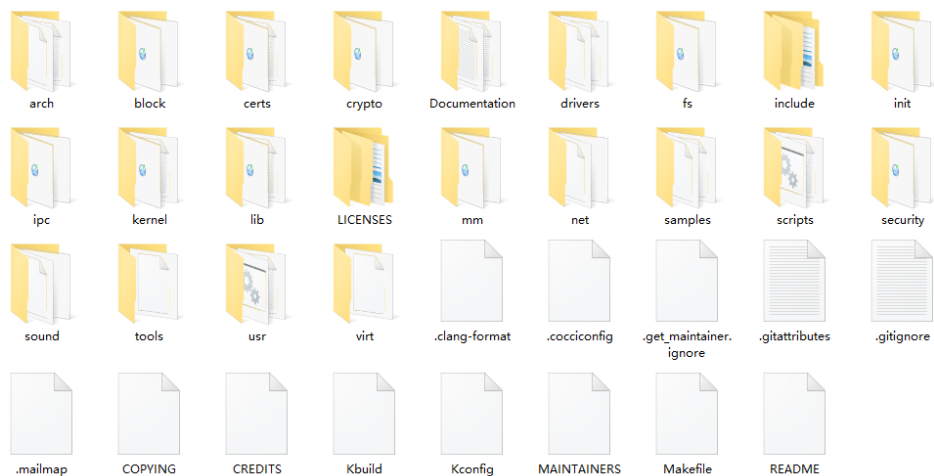 arch
block
certs
crypto
Documentation
drivers
fs
include
init
ipc
kernel
lib
LICENSES
mm
net
samples
scripts
security
sound
tools
usr
virt
.clang-format
.cocciconfig
.get_maintainer.
ignore
.gitattributes
.gitignore
.mailmap
COPYING
CREDITS
Kbuild
Kconfig
MAINTAINERS
Makefile
README